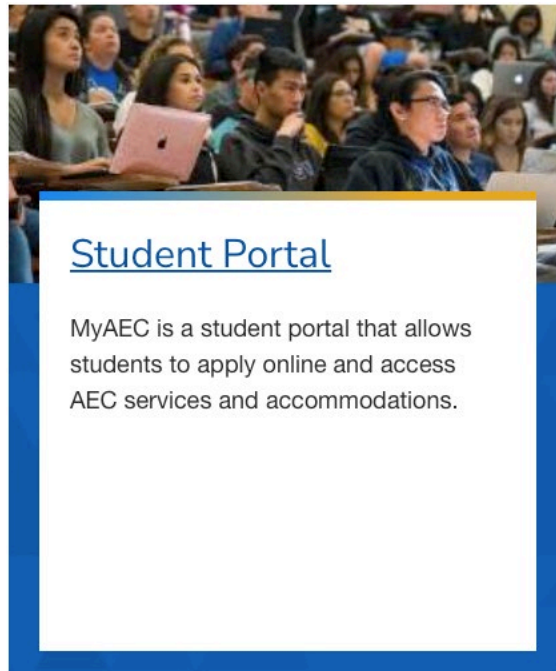 Student Portal
MyAEC is a student portal that allows
students to apply online and access
AEC services and accommodations.